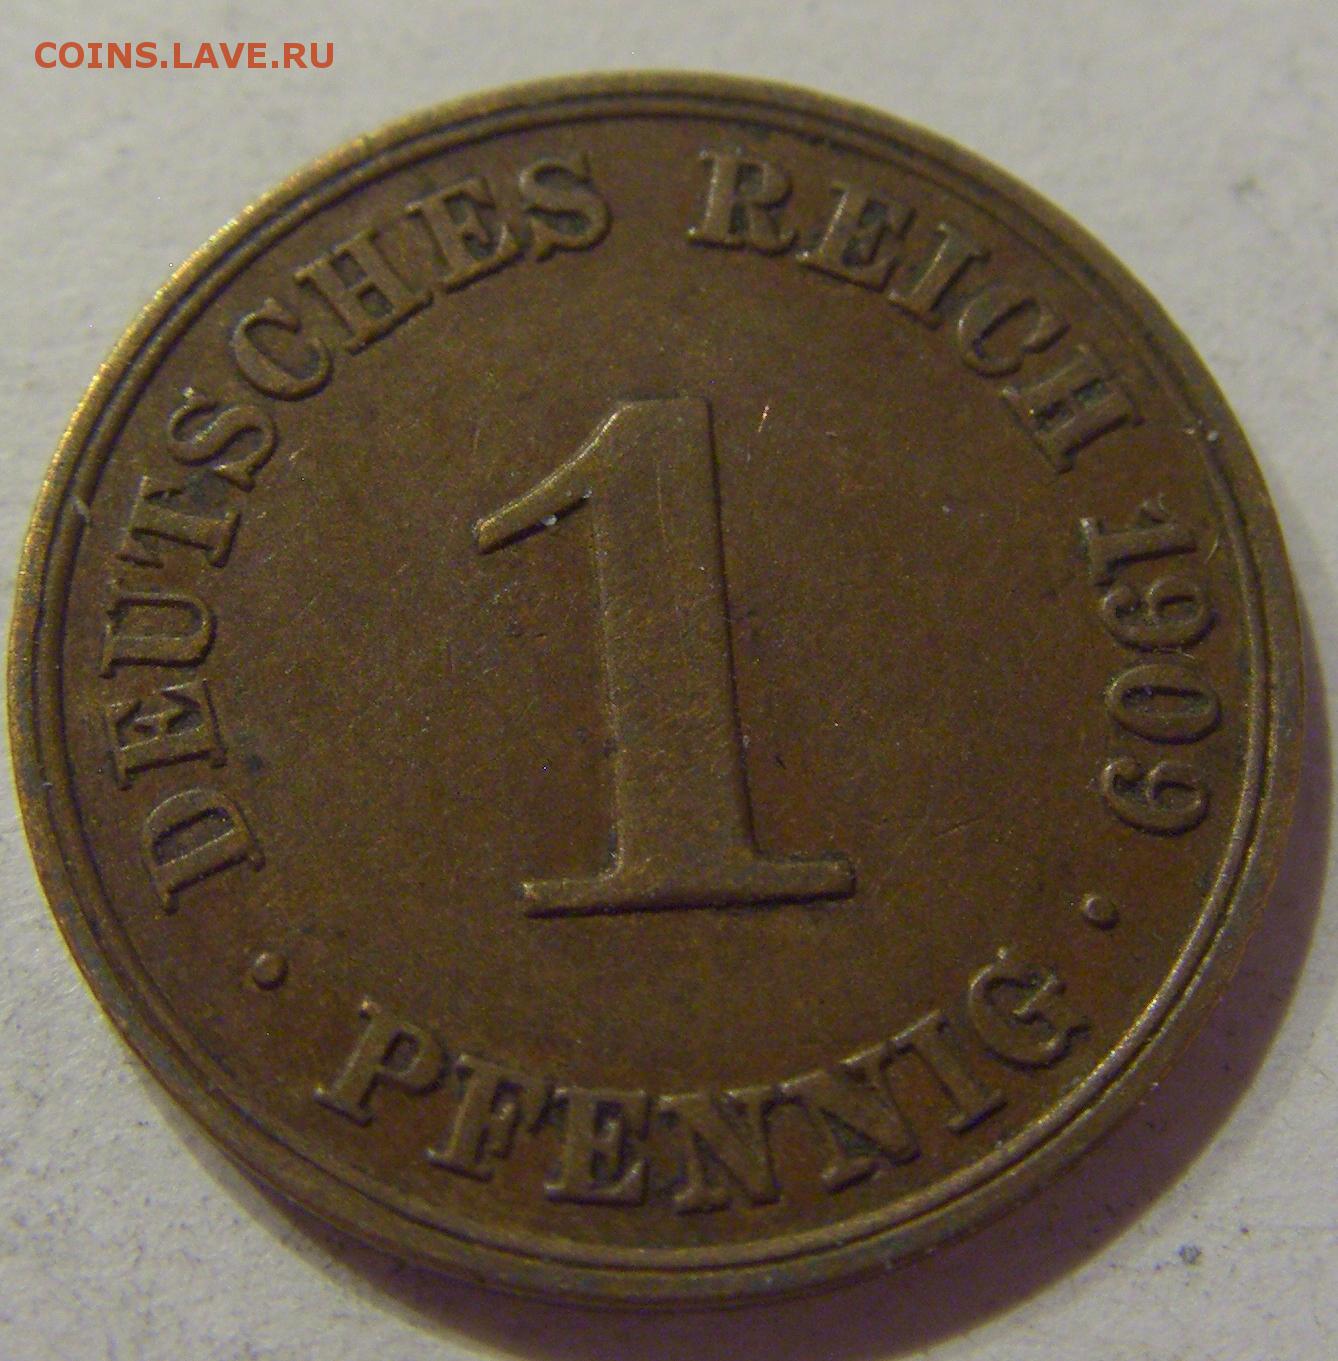 COINS.LAVE.RU
DEUTSCHES REICH 1909
1
· PFENNIG ·